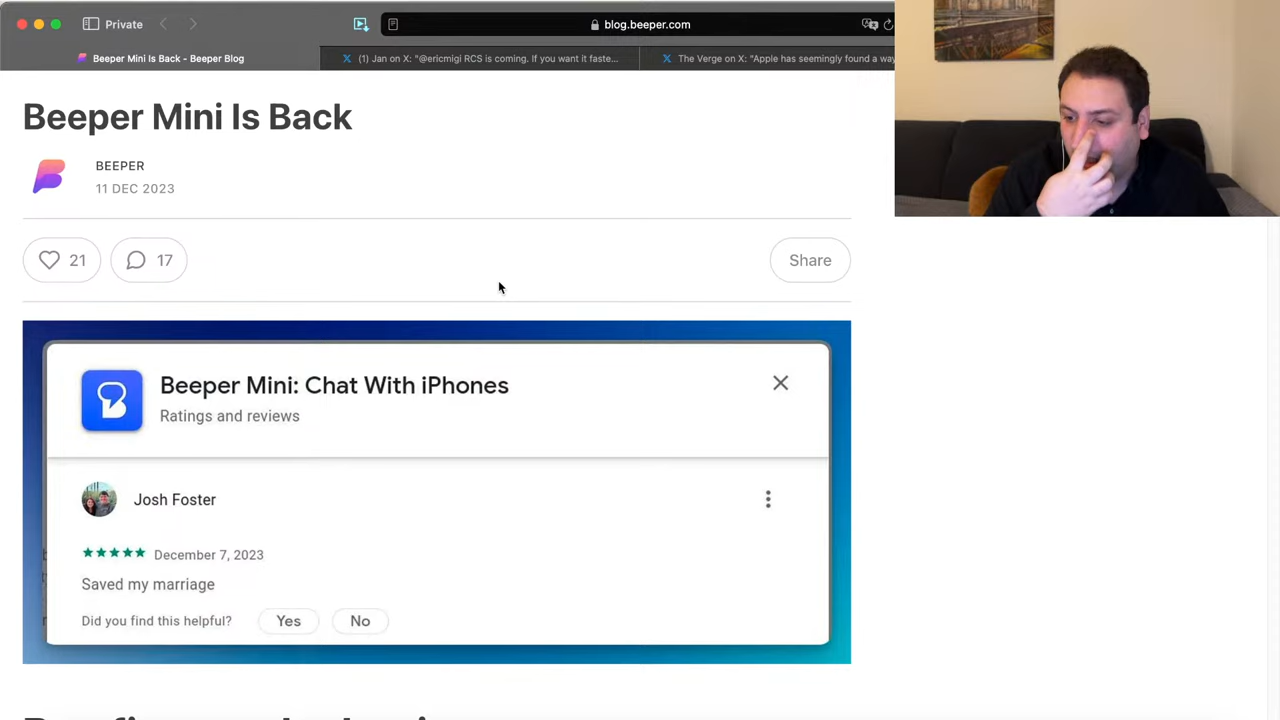 Private
blog.beeper.com
Beeper Mini Is Back - Beeper Blog
(1) Jan on X: "@ericmigi RCS is coming. If you want it faste...
The Verge on X: "Apple has seemingly found a wa
Beeper Mini Is Back
BEEPER
11 DEC 2023
21
17
Share
Beeper Mini: Chat With iPhones
Ratings and reviews
Josh Foster
December 7, 2023
Saved my marriage
Did you find this helpful?
Yes
No